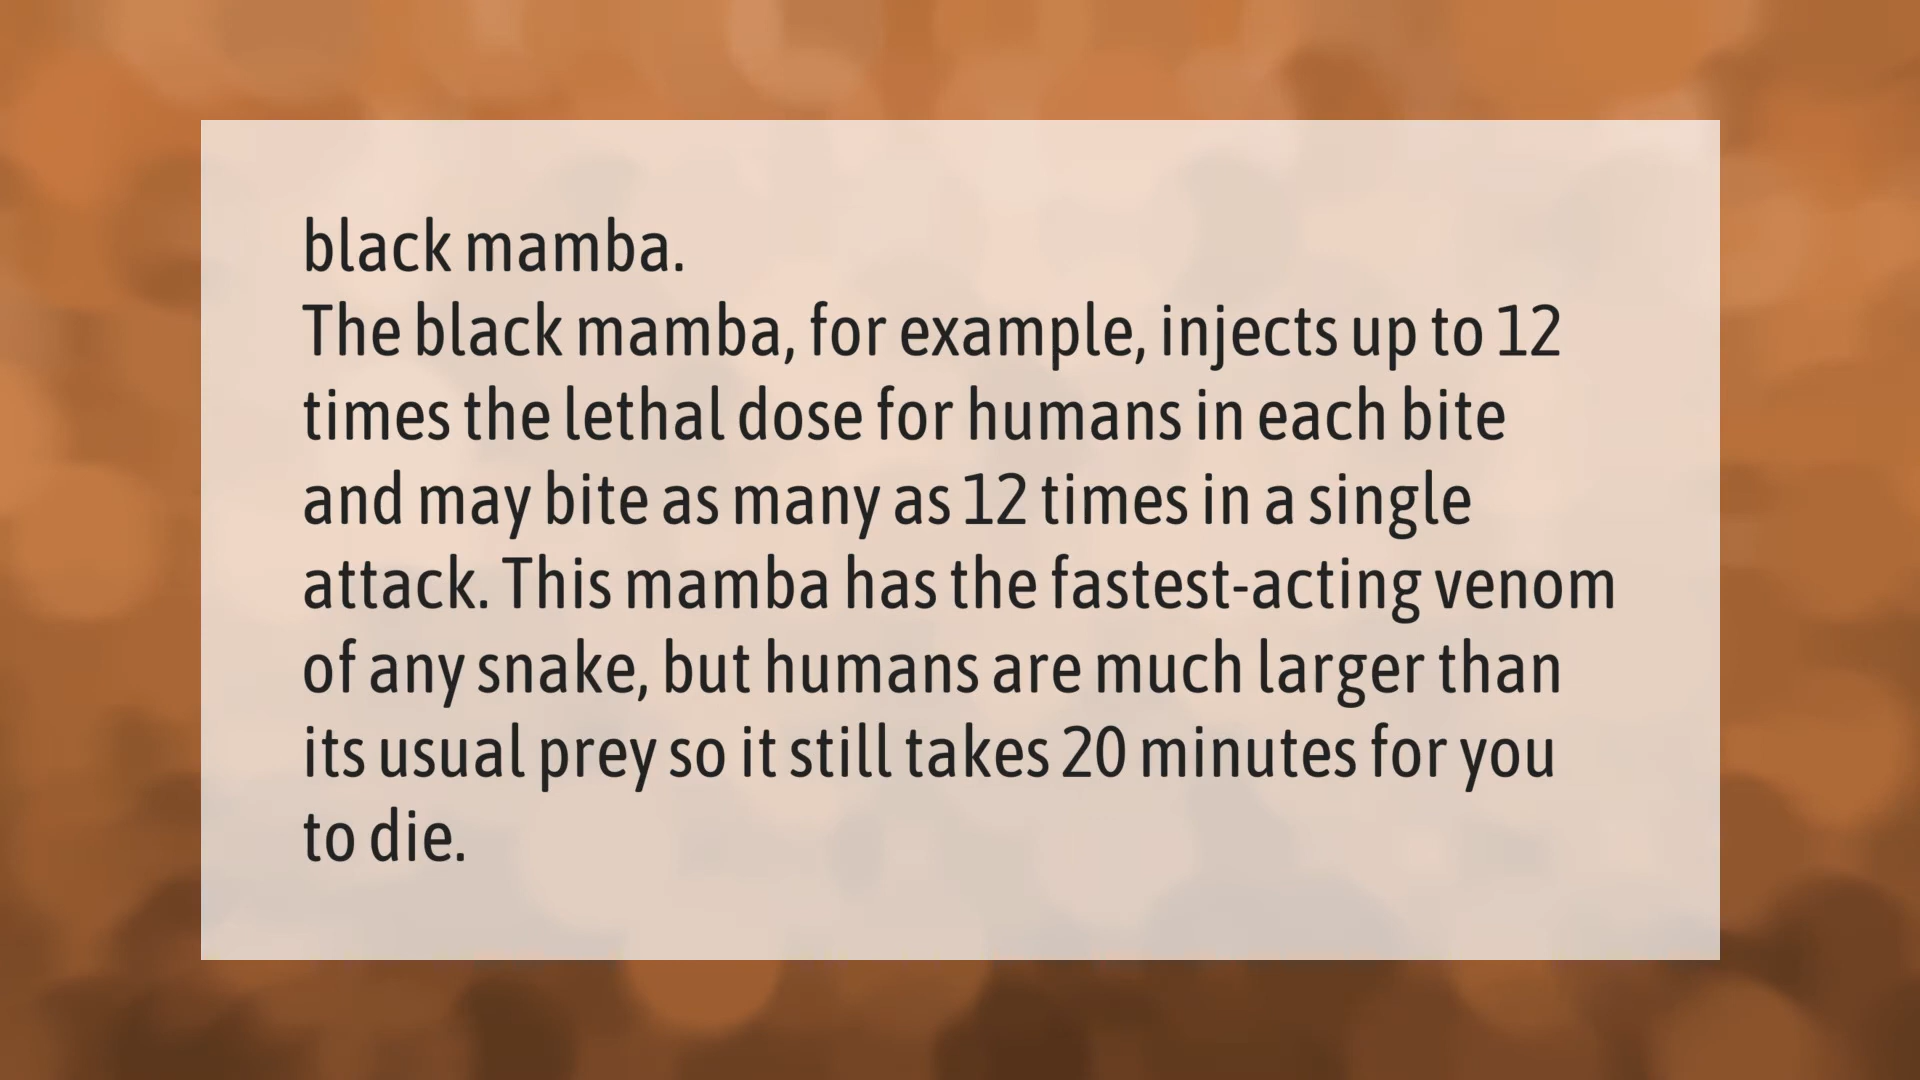 black mamba.
The black mamba, for example, injects up to 12
times the lethal dose for humans in each bite
and may bite as many as 12 times in a single
attack. This mamba has the fastest-acting venom
of any snake, but humans are much larger than
its usual prey so it still takes 20 minutes for you
to die.